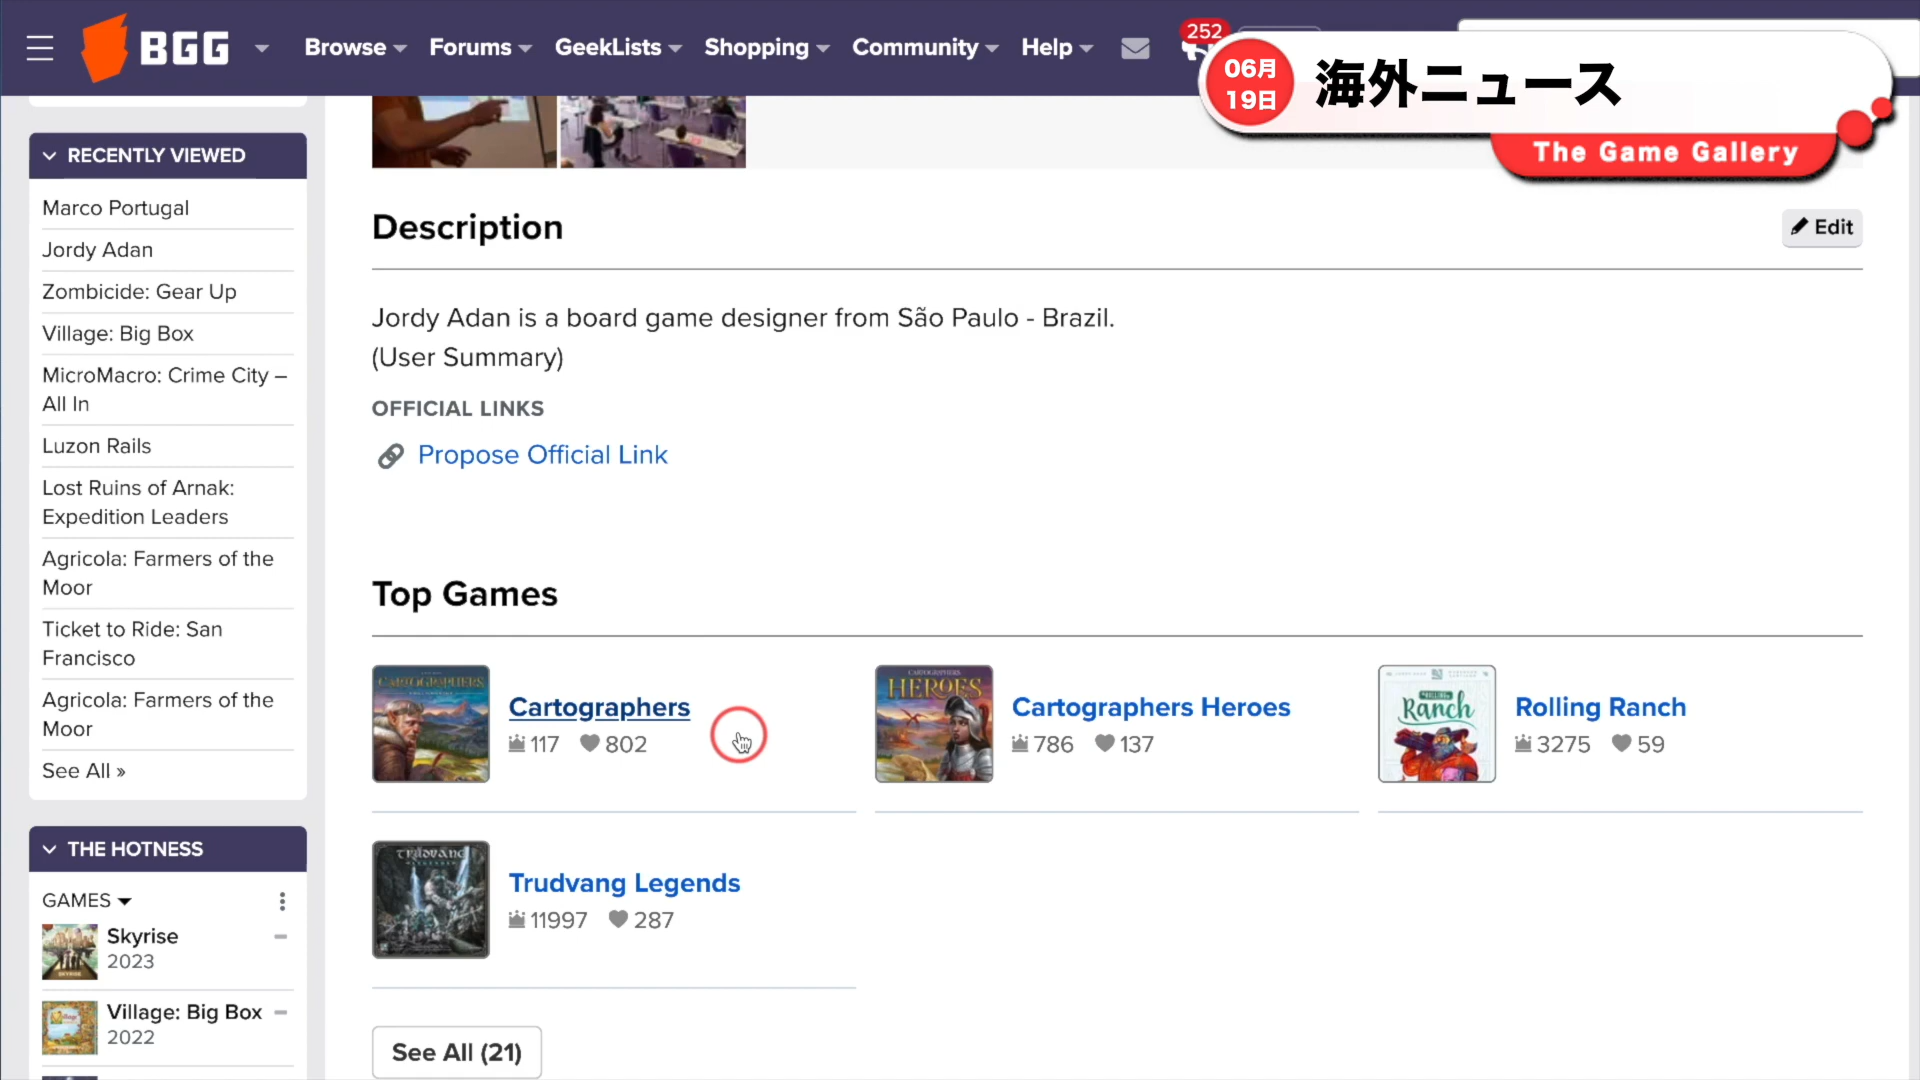 BGG
Browse
Forums
GeekLists
Shopping
Community
Help
252
06月
19日
海外ニュース
The Game Gallery
RECENTLY VIEWED
Marco Portugal
Jordy Adan
Zombicide: Gear Up
Village: Big Box
MicroMacro: Crime City –
All In
Luzon Rails
Lost Ruins of Arnak:
Expedition Leaders
Agricola: Farmers of the
Moor
Ticket to Ride: San
Francisco
Agricola: Farmers of the
Moor
See All »
THE HOTNESS
GAMES
Skyrise
2023
Village: Big Box
2022
Description
Edit
Jordy Adan is a board game designer from São Paulo - Brazil.
(User Summary)
OFFICIAL LINKS
Propose Official Link
Top Games
CARTOGRAPHERS
Cartographers
117 802
CARTOGRAPHERS
HEROES
Cartographers Heroes
786 137
Ranch
Rolling Ranch
3275 59
TRUDVANG
Trudvang Legends
11997 287
See All (21)